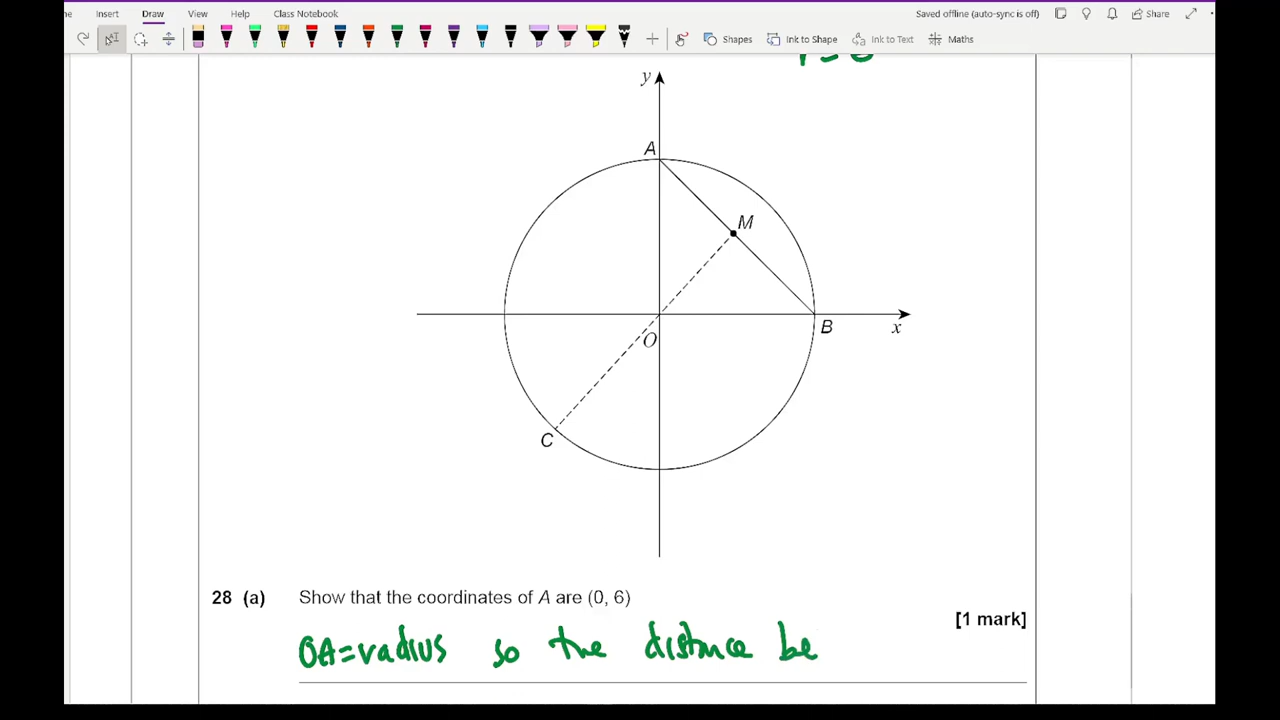 Insert Draw View Help Class Notebook Saved offline (auto-sync is off) Share
Shapes Ink to Shape Ink to Text Maths
y
A
M
B
x
O
C
28 (a) Show that the coordinates of A are (0, 6)
[1 mark]
OA=radius so the distance be